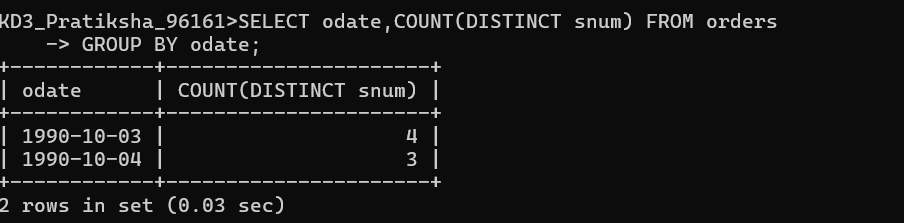 KD3_Pratiksha_96161>SELECT odate,COUNT(DISTINCT snum) FROM orders
    -> GROUP BY odate;
+------------+----------------------+
| odate      | COUNT(DISTINCT snum) |
+------------+----------------------+
| 1990-10-03 |                    4 |
| 1990-10-04 |                    3 |
+------------+----------------------+
2 rows in set (0.03 sec)